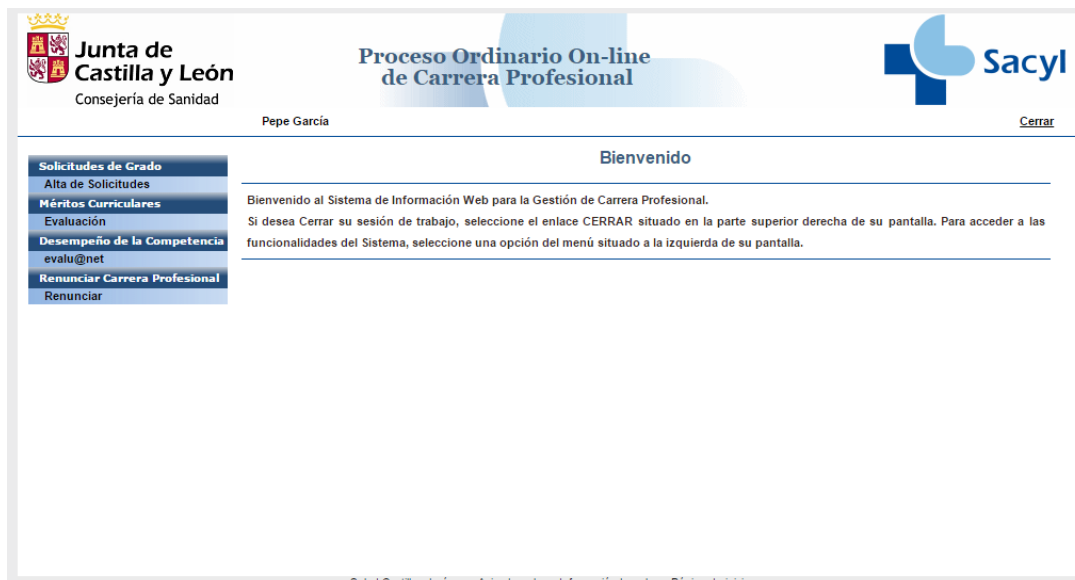 Junta de
Castilla y León
Consejería de Sanidad
Proceso Ordinario On-line
de Carrera Profesional
Sacyl
Pepe García
Cerrar
Solicitudes de Grado
Alta de Solicitudes
Méritos Curriculares
Evaluación
Desempeño de la Competencia
evalu@net
Renunciar Carrera Profesional
Renunciar
Bienvenido
Bienvenido al Sistema de Información Web para la Gestión de Carrera Profesional.
Si desea Cerrar su sesión de trabajo, seleccione el enlace CERRAR situado en la parte superior derecha de su pantalla. Para acceder a las
funcionalidades del Sistema, seleccione una opción del menú situado a la izquierda de su pantalla.